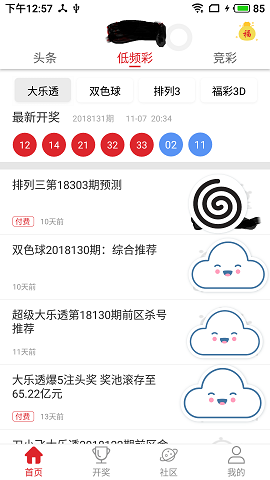 下午 12:57 85
福
头条 低频彩 竞彩
大乐透 双色球 排列3 福彩3D
最新开奖 2018131期 11-07 20:34
12 14 21 32 33 02 11
排列三第18303期预测
付费 10天前
双色球2018130期：综合推荐
10天前
超级大乐透第18130期前区杀号
推荐
11天前
大乐透爆5注头奖 奖池滚存至
65.22亿元
付费 13天前
首页 开奖 社区 我的